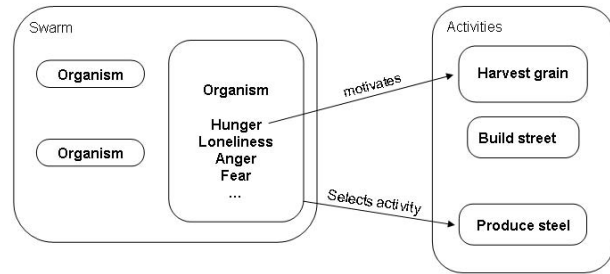 Swarm
Organism
Organism
Organism
Hunger
Loneliness
Anger
Fear
...
motivates
Selects activity
Activities
Harvest grain
Build street
Produce steel